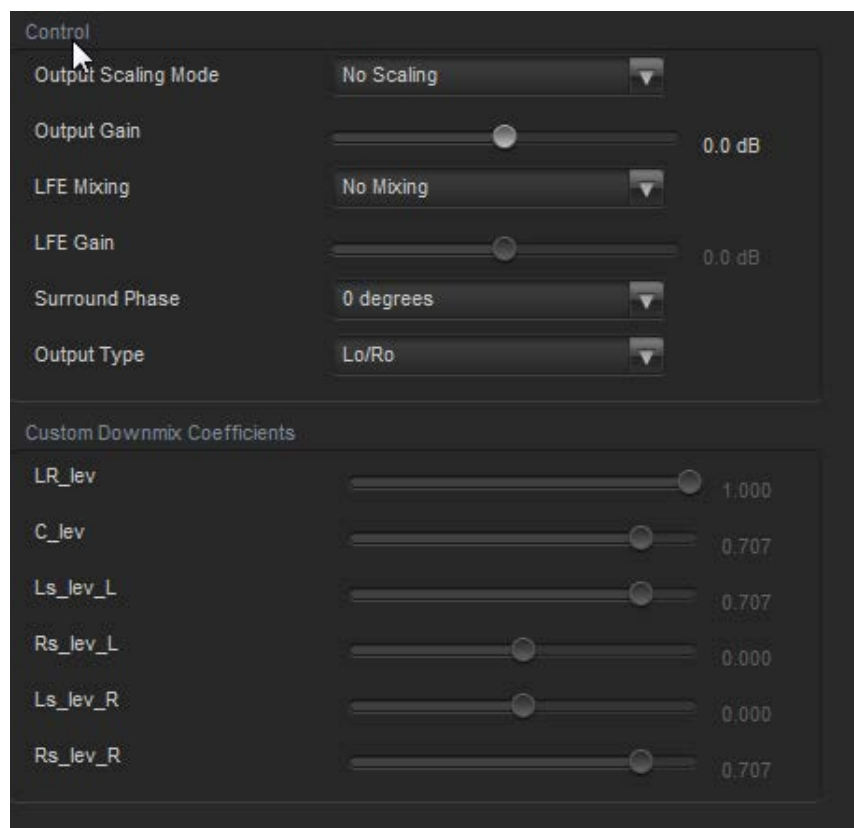 Control
Output Scaling Mode No Scaling
Output Gain 0.0 dB
LFE Mixing No Mixing
LFE Gain 0.0 dB
Surround Phase 0 degrees
Output Type Lo/Ro
Custom Downmix Coefficients
LR_lev 1.000
C_lev 0.707
Ls_lev_L 0.707
Rs_lev_L 0.000
Ls_lev_R 0.000
Rs_lev_R 0.707